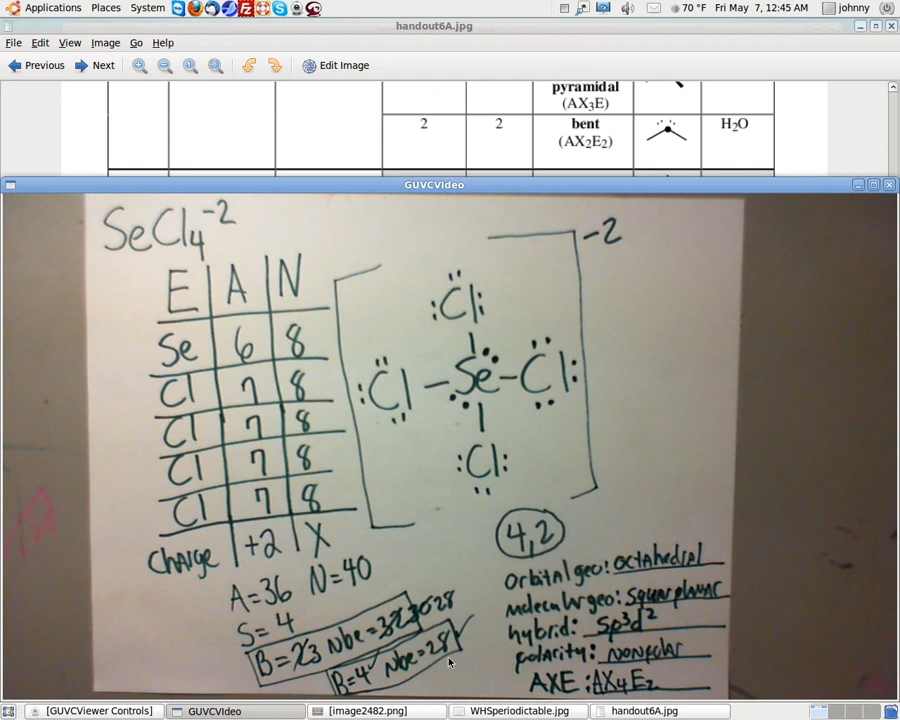 Applications Places System 70 °F Fri May 7, 12:45 AM johnny
handout6A.jpg
File Edit View Image Go Help
Previous Next Edit Image
pyramidal
(AX3E)
2 2 bent H2O
(AX2E2)
GUVCVideo
SeCl4-2
-2
E A N
Se 6 8
Cl 7 8
Cl 7 8
Cl 7 8
Cl 7 8
Charge +2 X
:Cl:
:Cl-Se-Cl:
:Cl:
A=36 N=40
S=4
Nbe=28
B=4 Nbe=28
4,2
orbital geo: octahedral
molecular geo: square planar
hybrid: sp3d2
polarity: nonpolar
AXE: AX4E2
[GUVCViewer Controls] GUVCVideo [image2482.png] WHSperiodictable.jpg handout6A.jpg